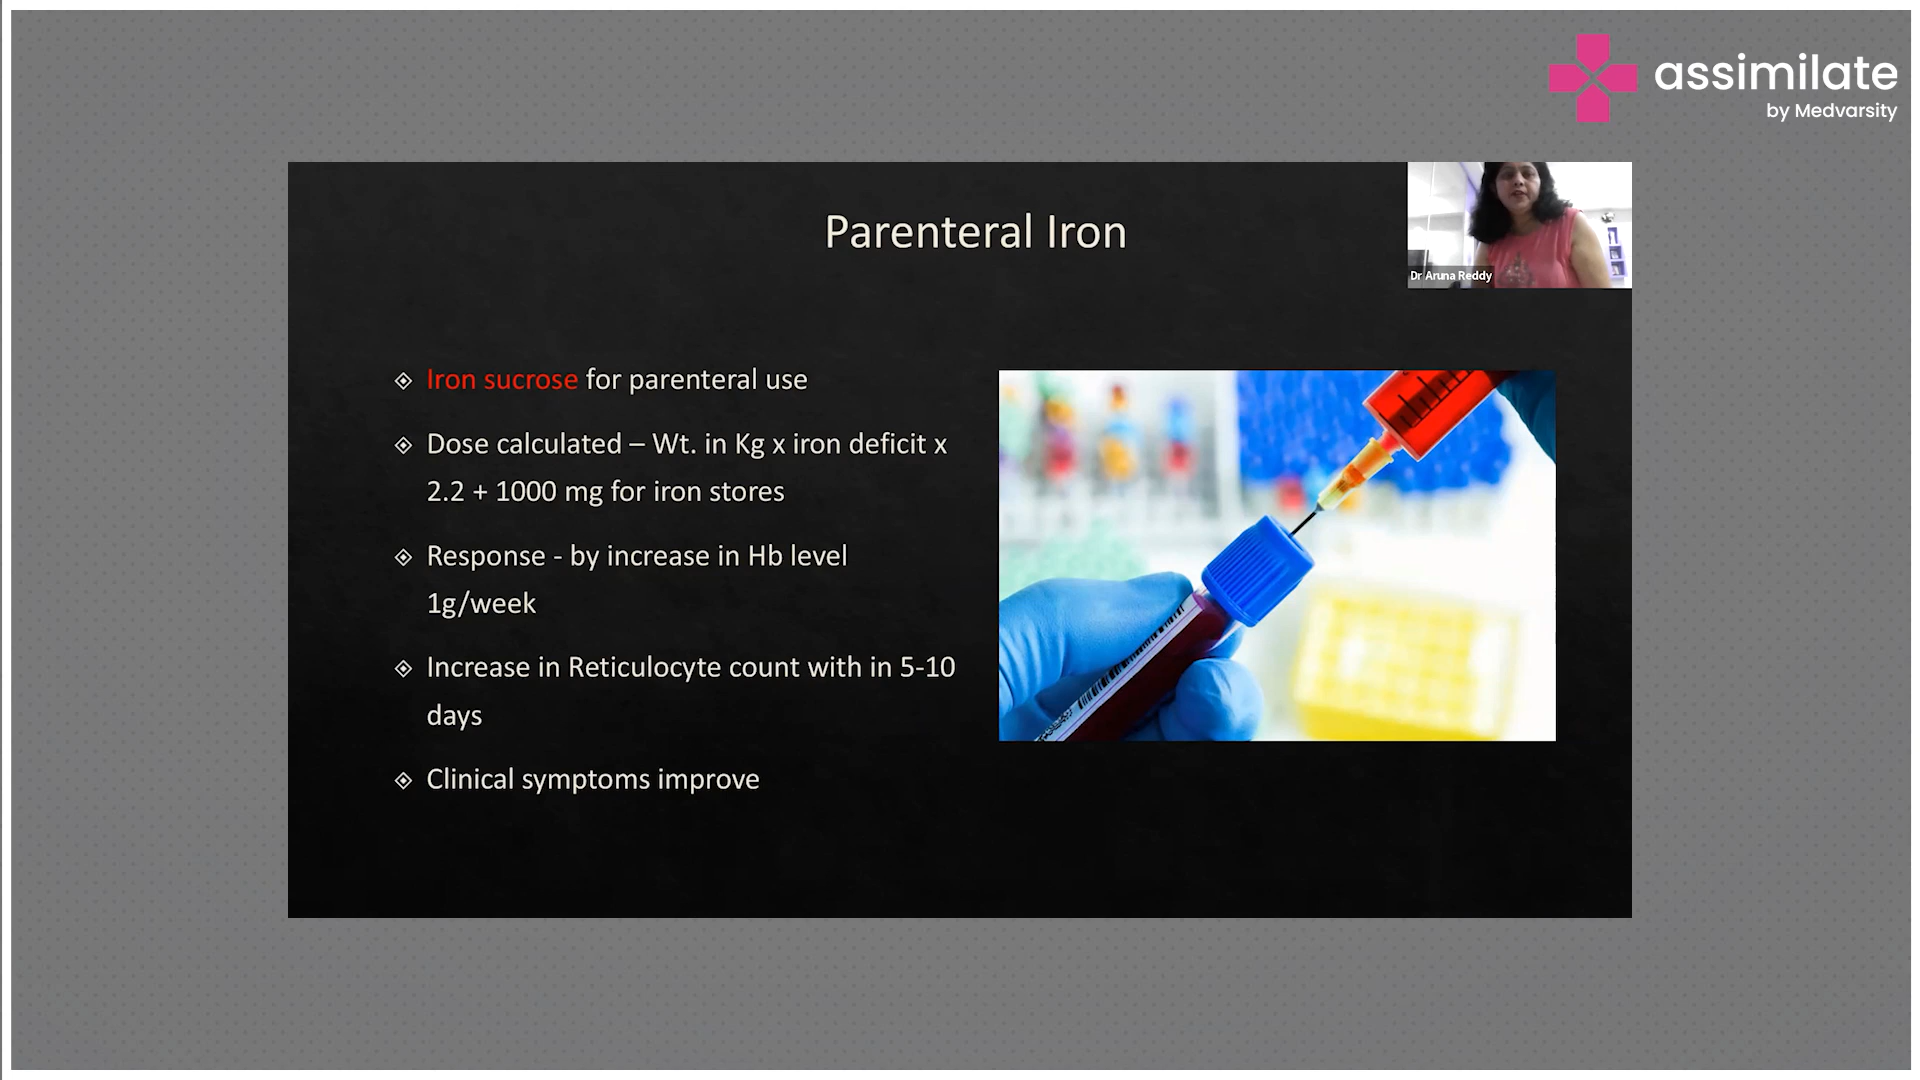 assimilate
by Medvarsity
Parenteral Iron
Dr Aruna Reddy
Iron sucrose for parenteral use
Dose calculated – Wt. in Kg x iron deficit x
2.2 + 1000 mg for iron stores
Response - by increase in Hb level
1g/week
Increase in Reticulocyte count with in 5-10
days
Clinical symptoms improve